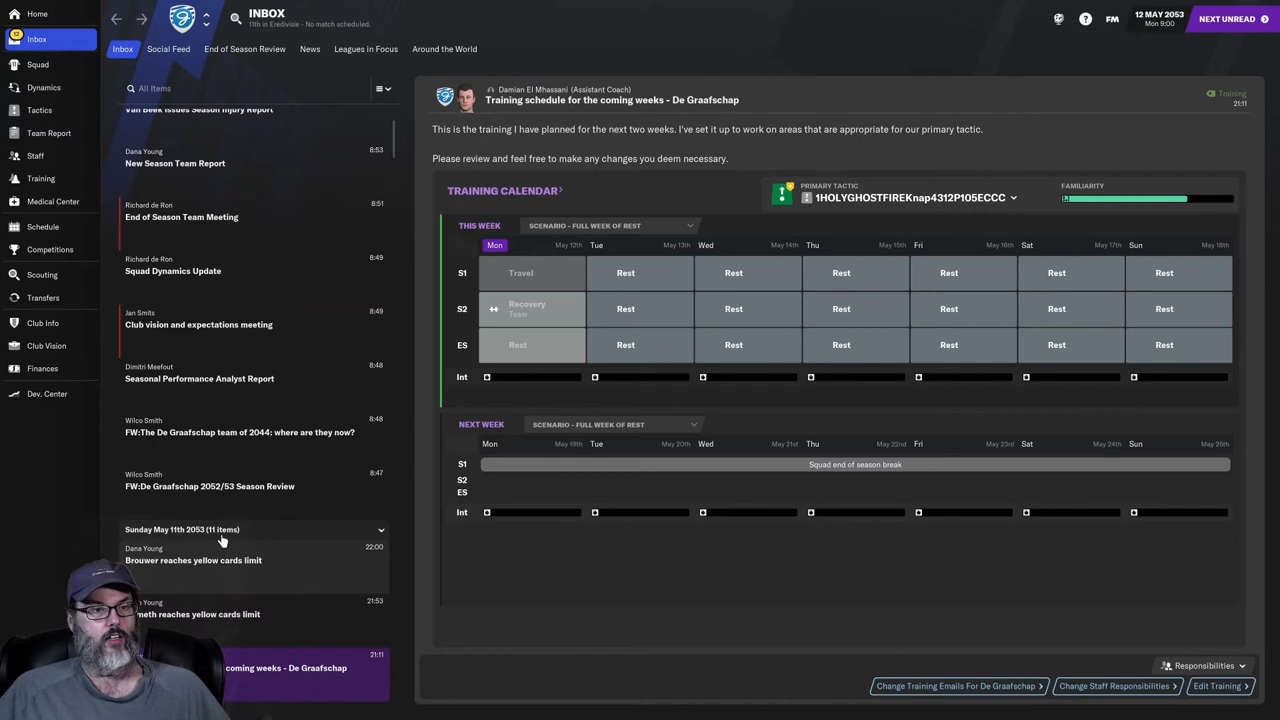 Home
12
Inbox
Squad
Dynamics
Tactics
Team Report
Staff
Training
Medical Center
Schedule
Competitions
Scouting
Transfers
Club Info
Club Vision
Finances
Dev. Center
INBOX
11th in Eredivisie - No match scheduled.
FM
12 MAY 2053
Mon 9:00
NEXT UNREAD
Inbox
Social Feed
End of Season Review
News
Leagues in Focus
Around the World
All Items
Van Beek Issues Season Injury Report
Dana Young 8:53
New Season Team Report
Richard de Ron 8:51
End of Season Team Meeting
Richard de Ron 8:49
Squad Dynamics Update
Jan Smits 8:49
Club vision and expectations meeting
Dimitri Meefout 8:48
Seasonal Performance Analyst Report
Wilco Smith 8:48
FW:The De Graafschap team of 2044: where are they now?
Wilco Smith 8:47
FW:De Graafschap 2052/53 Season Review
Sunday May 11th 2053 (11 items)
Dana Young 22:00
Brouwer reaches yellow cards limit
Young 21:53
reaches yellow cards limit
21:11
coming weeks - De Graafschap
Damian El Mhassani (Assistant Coach)
Training schedule for the coming weeks - De Graafschap
Training
21:11
This is the training I have planned for the next two weeks. I've set it up to work on areas that are appropriate for our primary tactic.
Please review and feel free to make any changes you deem necessary.
TRAINING CALENDAR
PRIMARY TACTIC
1HOLYGHOSTFIREKnap4312P105ECCC
FAMILIARITY
THIS WEEK
SCENARIO - FULL WEEK OF REST
Mon May 12th Tue May 13th Wed May 14th Thu May 15th Fri May 16th Sat May 17th Sun May 18th
S1 Travel Rest Rest Rest Rest Rest Rest
S2 Recovery Team Rest Rest Rest Rest Rest Rest
ES Rest Rest Rest Rest Rest Rest Rest
Int
NEXT WEEK
SCENARIO - FULL WEEK OF REST
Mon May 19th Tue May 20th Wed May 21st Thu May 22nd Fri May 23rd Sat May 24th Sun May 25th
S1 Squad end of season break
S2
ES
Int
Responsibilities
Change Training Emails For De Graafschap
Change Staff Responsibilities
Edit Training